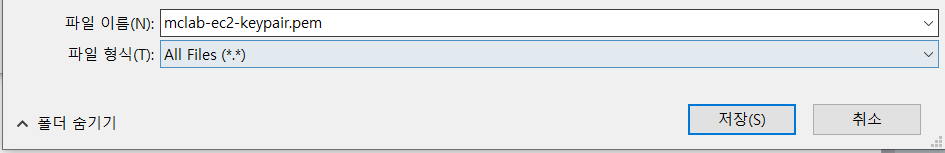 파일 이름(N): mclab-ec2-keypair.pem
파일 형식(T): All Files (*.*)
폴더 숨기기 저장(S) 취소